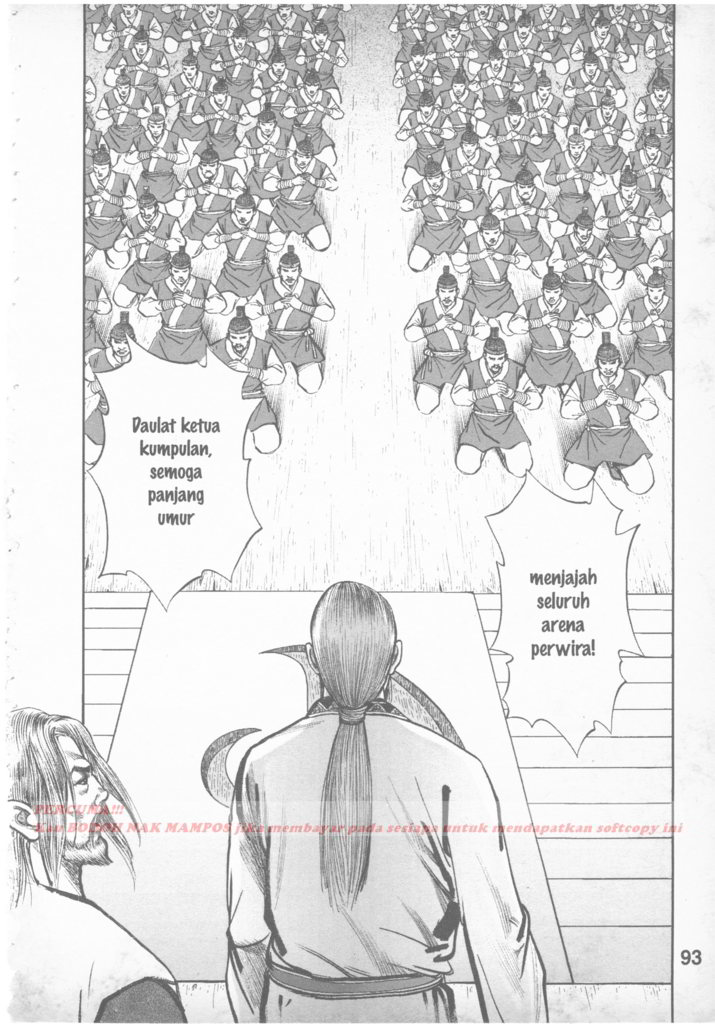 Daulat ketua
kumpulan,
semoga
panjang
umur
menjajah
seluruh
arena
perwira!
PERCUMA!!!
Kau BODOH NAK MAMPOS jika membayar pada sesiapa untuk mendapatkan softcopy ini
93